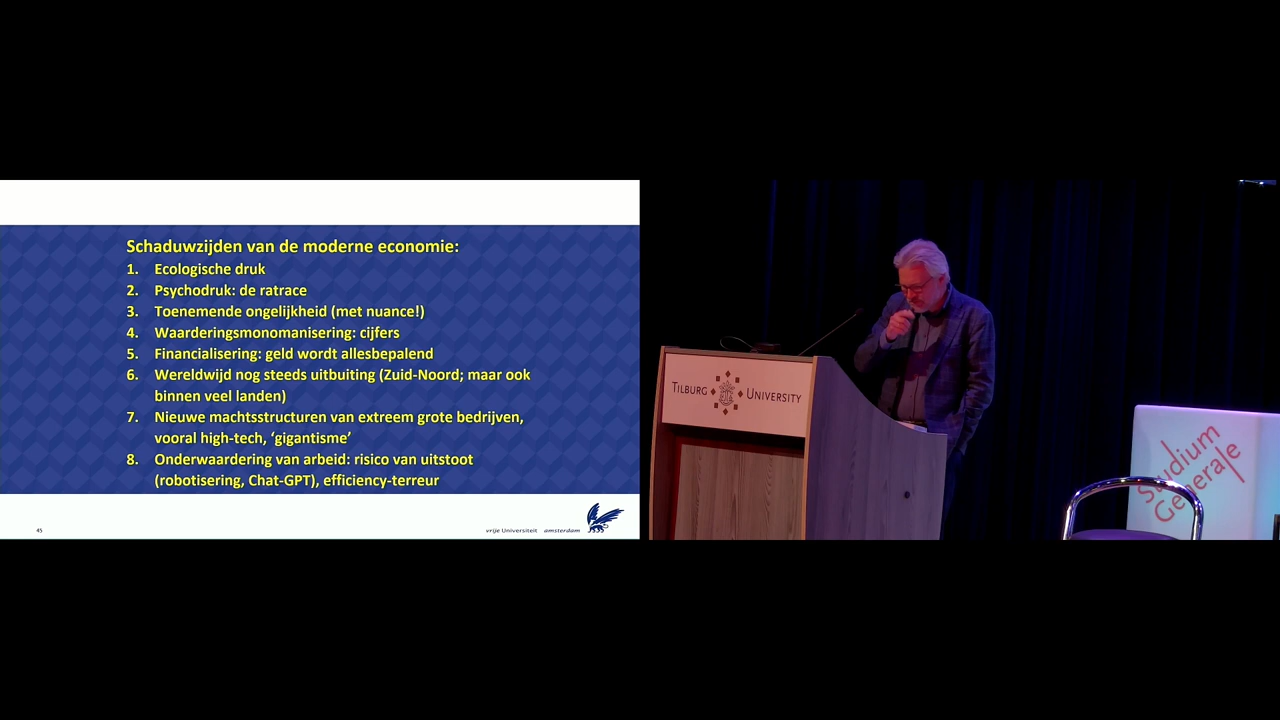 Schaduwzijden van de moderne economie:
1. Ecologische druk
2. Psychodruk: de ratrace
3. Toenemende ongelijkheid (met nuance!)
4. Waarderingsmonomanisering: cijfers
5. Financialisering: geld wordt allesbepalend
6. Wereldwijd nog steeds uitbuiting (Zuid-Noord; maar ook
binnen veel landen)
7. Nieuwe machtsstructuren van extreem grote bedrijven,
vooral high-tech, ‘gigantisme’
8. Onderwaardering van arbeid: risico van uitstoot
(robotisering, Chat-GPT), efficiency-terreur
45
vrije Universiteit amsterdam
TILBURG UNIVERSITY
Studium
Generale